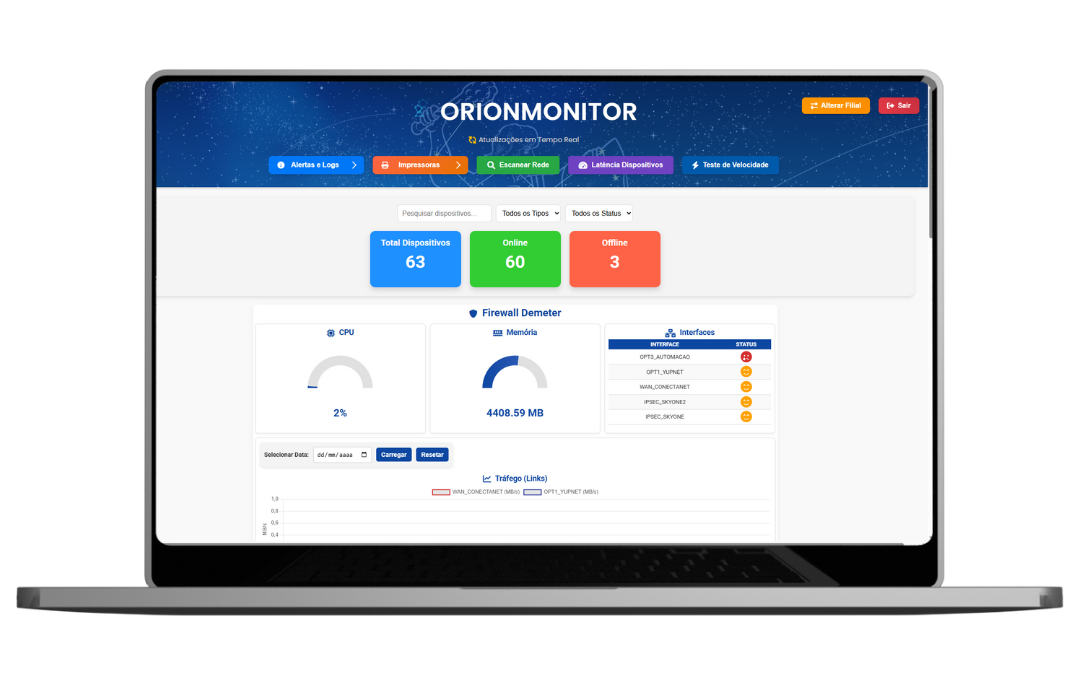 ORIONMONITOR
Alterar Filial
Sair
Atualizações em Tempo Real
Alertas e Logs
Impressoras
Escanear Rede
Latência Dispositivos
Teste de Velocidade
Pesquisar dispositivos...
Todos os Tipos
Todos os Status
Total Dispositivos
63
Online
60
Offline
3
Firewall Demeter
CPU
2%
Memória
4408.59 MB
Interfaces
INTERFACE STATUS
OPT3_AUTOMACAO
OPT1_YUPNET
WAN_CONECTANET
IPSEC_SKYONE2
IPSEC_SKYONE
Selecionar Data: dd/mm/aaaa Carregar Resetar
Tráfego (Links)
WAN_CONECTANET (MB/s) OPT1_YUPNET (MB/s)
1,0
0,8
0,6
0,4
MB/s